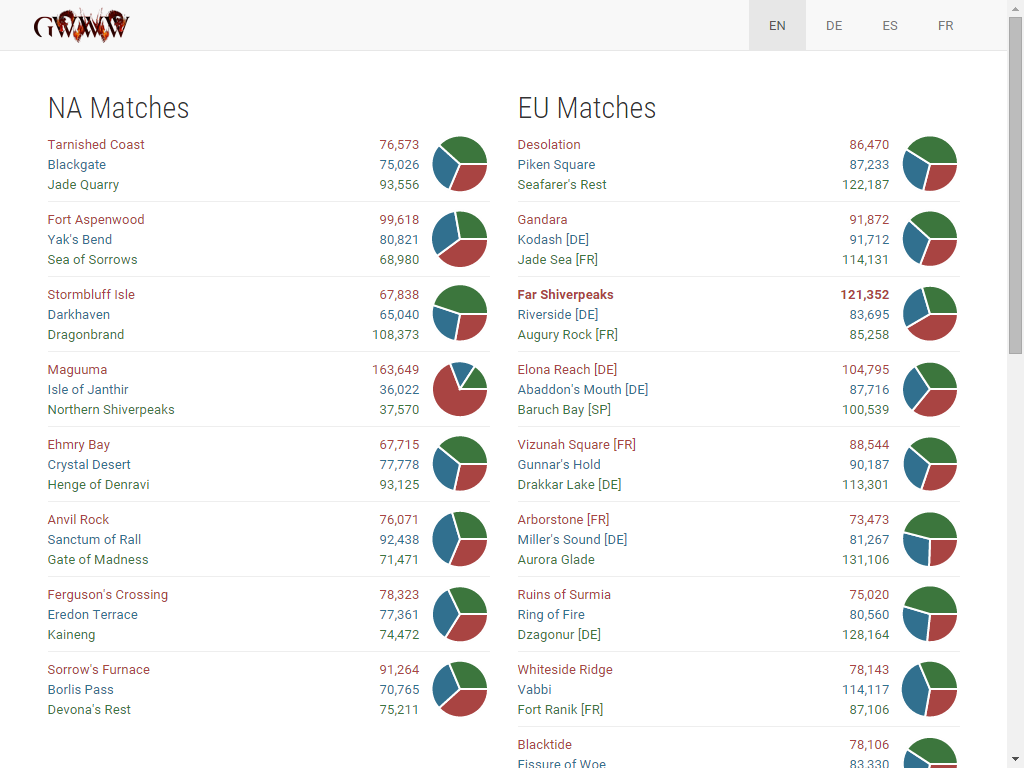 GWWW
EN DE ES FR
NA Matches
Tarnished Coast 76,573
Blackgate 75,026
Jade Quarry 93,556
Fort Aspenwood 99,618
Yak's Bend 80,821
Sea of Sorrows 68,980
Stormbluff Isle 67,838
Darkhaven 65,040
Dragonbrand 108,373
Maguuma 163,649
Isle of Janthir 36,022
Northern Shiverpeaks 37,570
Ehmry Bay 67,715
Crystal Desert 77,778
Henge of Denravi 93,125
Anvil Rock 76,071
Sanctum of Rall 92,438
Gate of Madness 71,471
Ferguson's Crossing 78,323
Eredon Terrace 77,361
Kaineng 74,472
Sorrow's Furnace 91,264
Borlis Pass 70,765
Devona's Rest 75,211
EU Matches
Desolation 86,470
Piken Square 87,233
Seafarer's Rest 122,187
Gandara 91,872
Kodash [DE] 91,712
Jade Sea [FR] 114,131
Far Shiverpeaks 121,352
Riverside [DE] 83,695
Augury Rock [FR] 85,258
Elona Reach [DE] 104,795
Abaddon's Mouth [DE] 87,716
Baruch Bay [SP] 100,539
Vizunah Square [FR] 88,544
Gunnar's Hold 90,187
Drakkar Lake [DE] 113,301
Arborstone [FR] 73,473
Miller's Sound [DE] 81,267
Aurora Glade 131,106
Ruins of Surmia 75,020
Ring of Fire 80,560
Dzagonur [DE] 128,164
Whiteside Ridge 78,143
Vabbi 114,117
Fort Ranik [FR] 87,106
Blacktide 78,106
Fissure of Woe 83,330